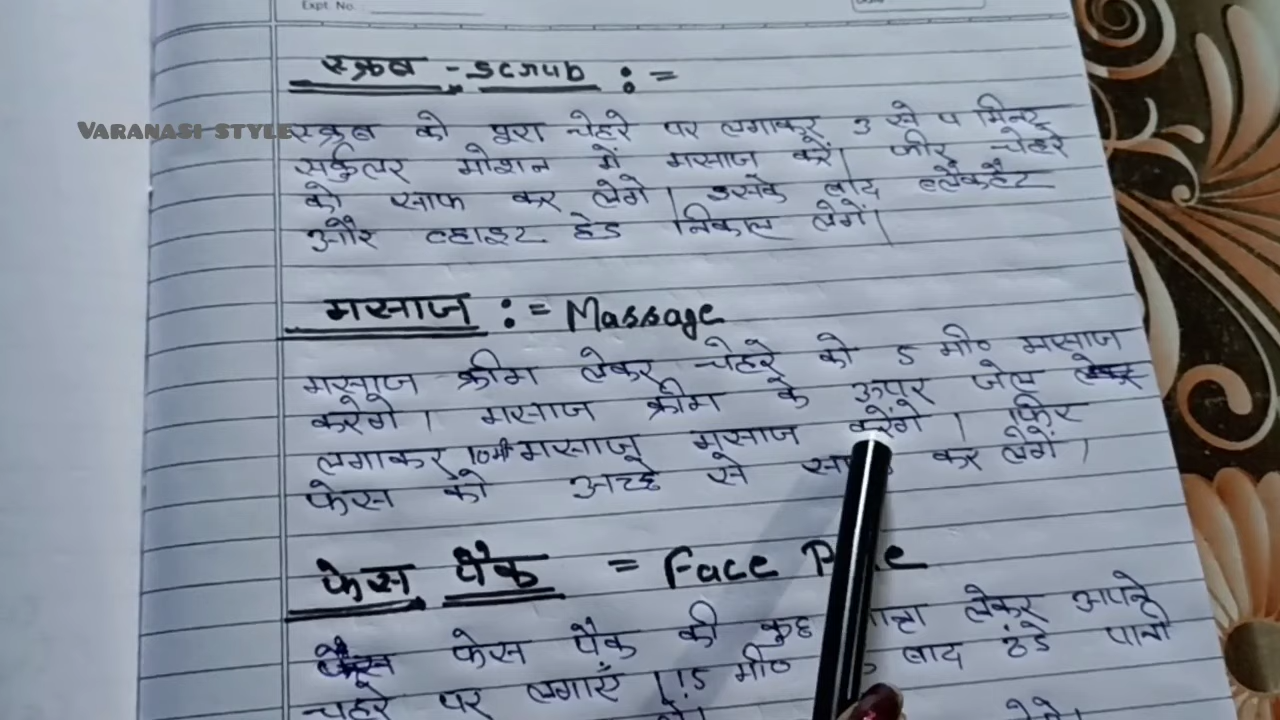 Expt. No.
स्क्रब - Scrub : =
VARANASI STYLE
स्क्रब को पूरा चेहरे पर लगाकर 3 से 4 मिनट
सर्कुलर मोशन में मसाज करें। और चेहरे
को साफ कर लेगे। उसके बाद ब्लैकहैट
और व्हाइट हेड निकाल लेगें।
मसाज : = Massage
मसाज क्रीम लेकर चेहरे को 5 मी० मसाज
करेगे। मसाज क्रीम के ऊपर जेल लेकर
लगाकर 10मी मसाज मसाज करेंगे। फिर
फेस को अच्छे से कर लेगें।
फेस पैक = Face
फेस पैक की कुछ लेकर अपने
चेहरे पर लगाएँ। 15 मी० बाद ठंडे पानी